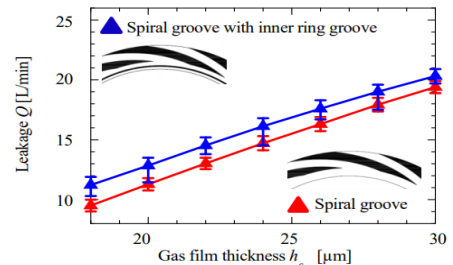 Spiral groove with inner ring groove
Leakage Q [L/min]
25
20
15
10
Spiral groove
20
25
30
Gas film thickness h [μm]